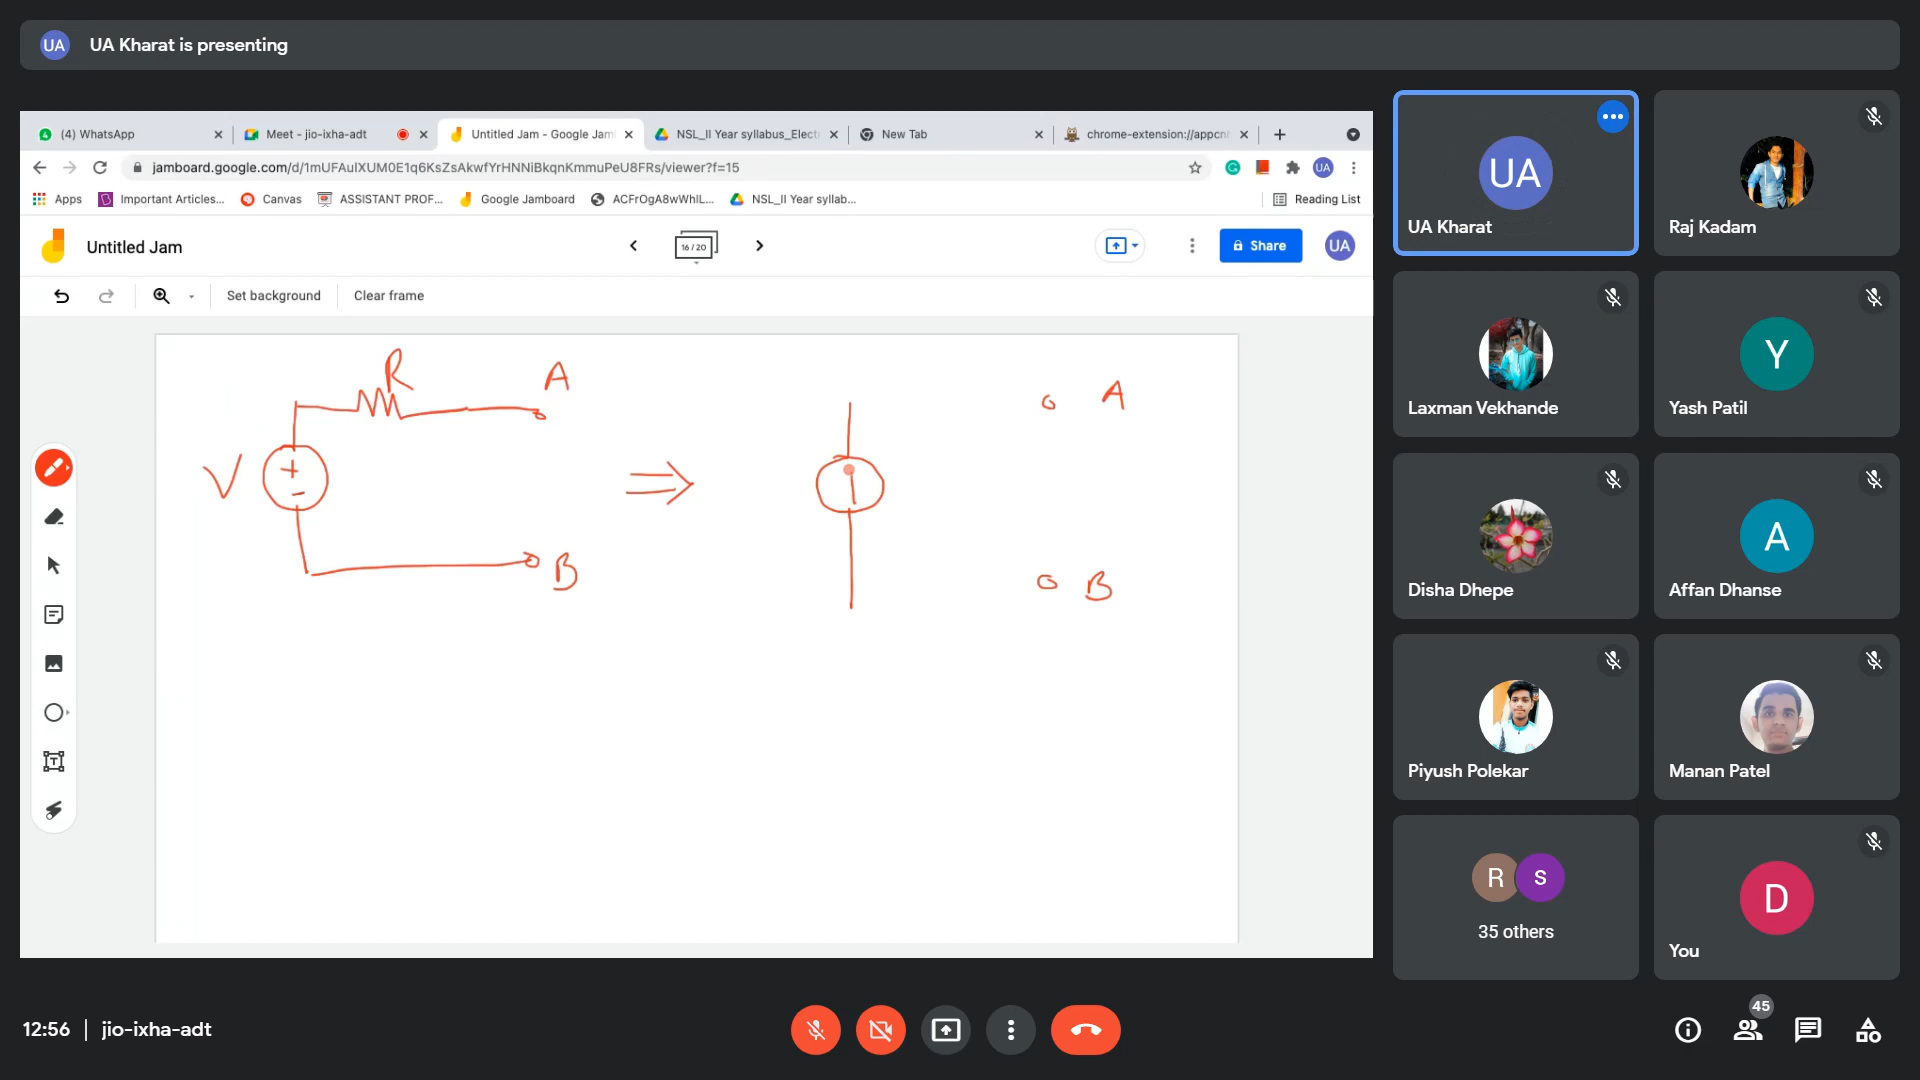 UA
UA Kharat is presenting
(4) WhatsApp
Meet - jio-ixha-adt
Untitled Jam - Google Jam
NSL_II Year syllabus_Elect
New Tab
chrome-extension://appcn
jamboard.google.com/d/1mUFAulXUM0E1q6KsZsAkwfYrHNNiBkqnKmmuPeU8FRs/viewer?f=15
UA
Apps
Important Articles...
Canvas
ASSISTANT PROF...
Google Jamboard
ACFrOgA8wWhIL...
NSL_II Year syllab...
Reading List
Untitled Jam
16 / 20
Share
UA
Set background
Clear frame
R
A
V
+
-
B
A
B
UA
UA Kharat
Raj Kadam
Laxman Vekhande
Y
Yash Patil
Disha Dhepe
A
Affan Dhanse
Piyush Polekar
Manan Patel
R
S
35 others
D
You
12:56 | jio-ixha-adt
45